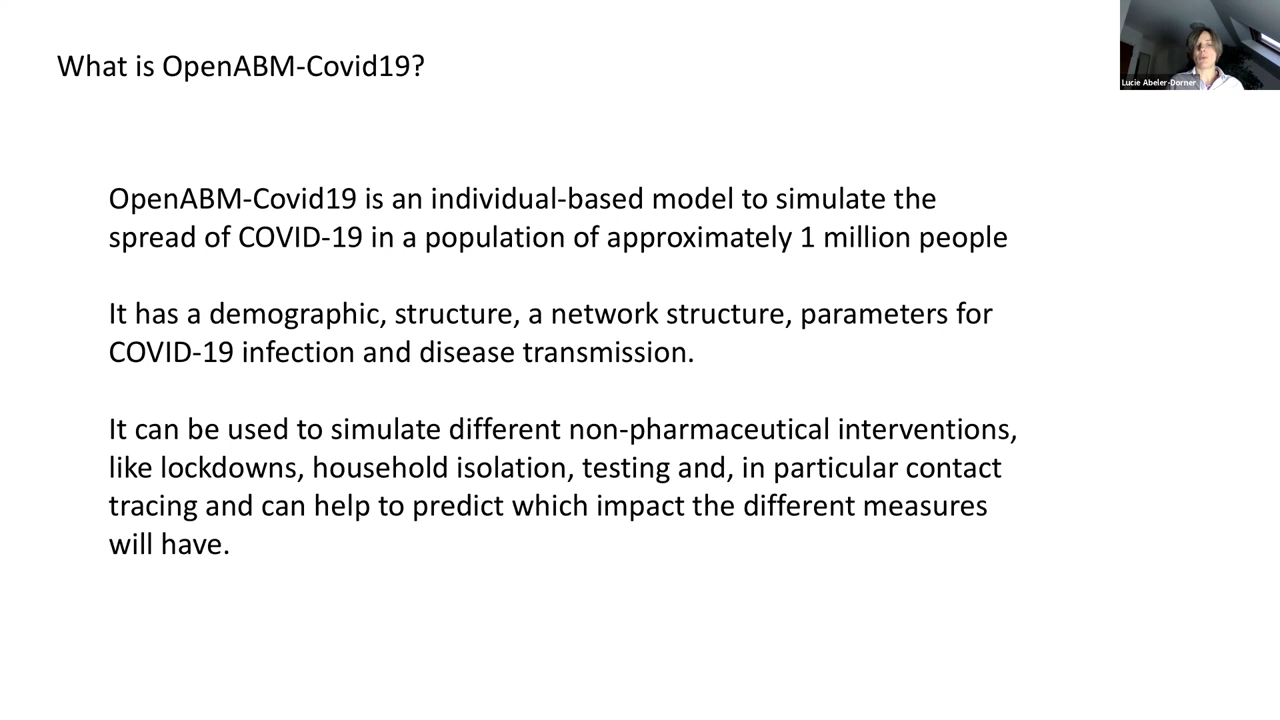 What is OpenABM-Covid19?
Lucie Abeler-Dorner
OpenABM-Covid19 is an individual-based model to simulate the
spread of COVID-19 in a population of approximately 1 million people
It has a demographic, structure, a network structure, parameters for
COVID-19 infection and disease transmission.
It can be used to simulate different non-pharmaceutical interventions,
like lockdowns, household isolation, testing and, in particular contact
tracing and can help to predict which impact the different measures
will have.